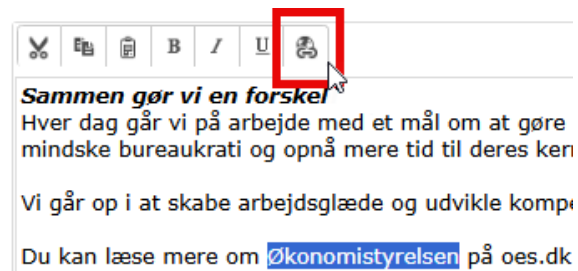 B I U
Sammen gør vi en forskel
Hver dag går vi på arbejde med et mål om at gøre
mindske bureaukrati og opnå mere tid til deres
Vi går op i at skabe arbejdsglæde og udvikle
Du kan læse mere om Økonomistyrelsen på oes.dk